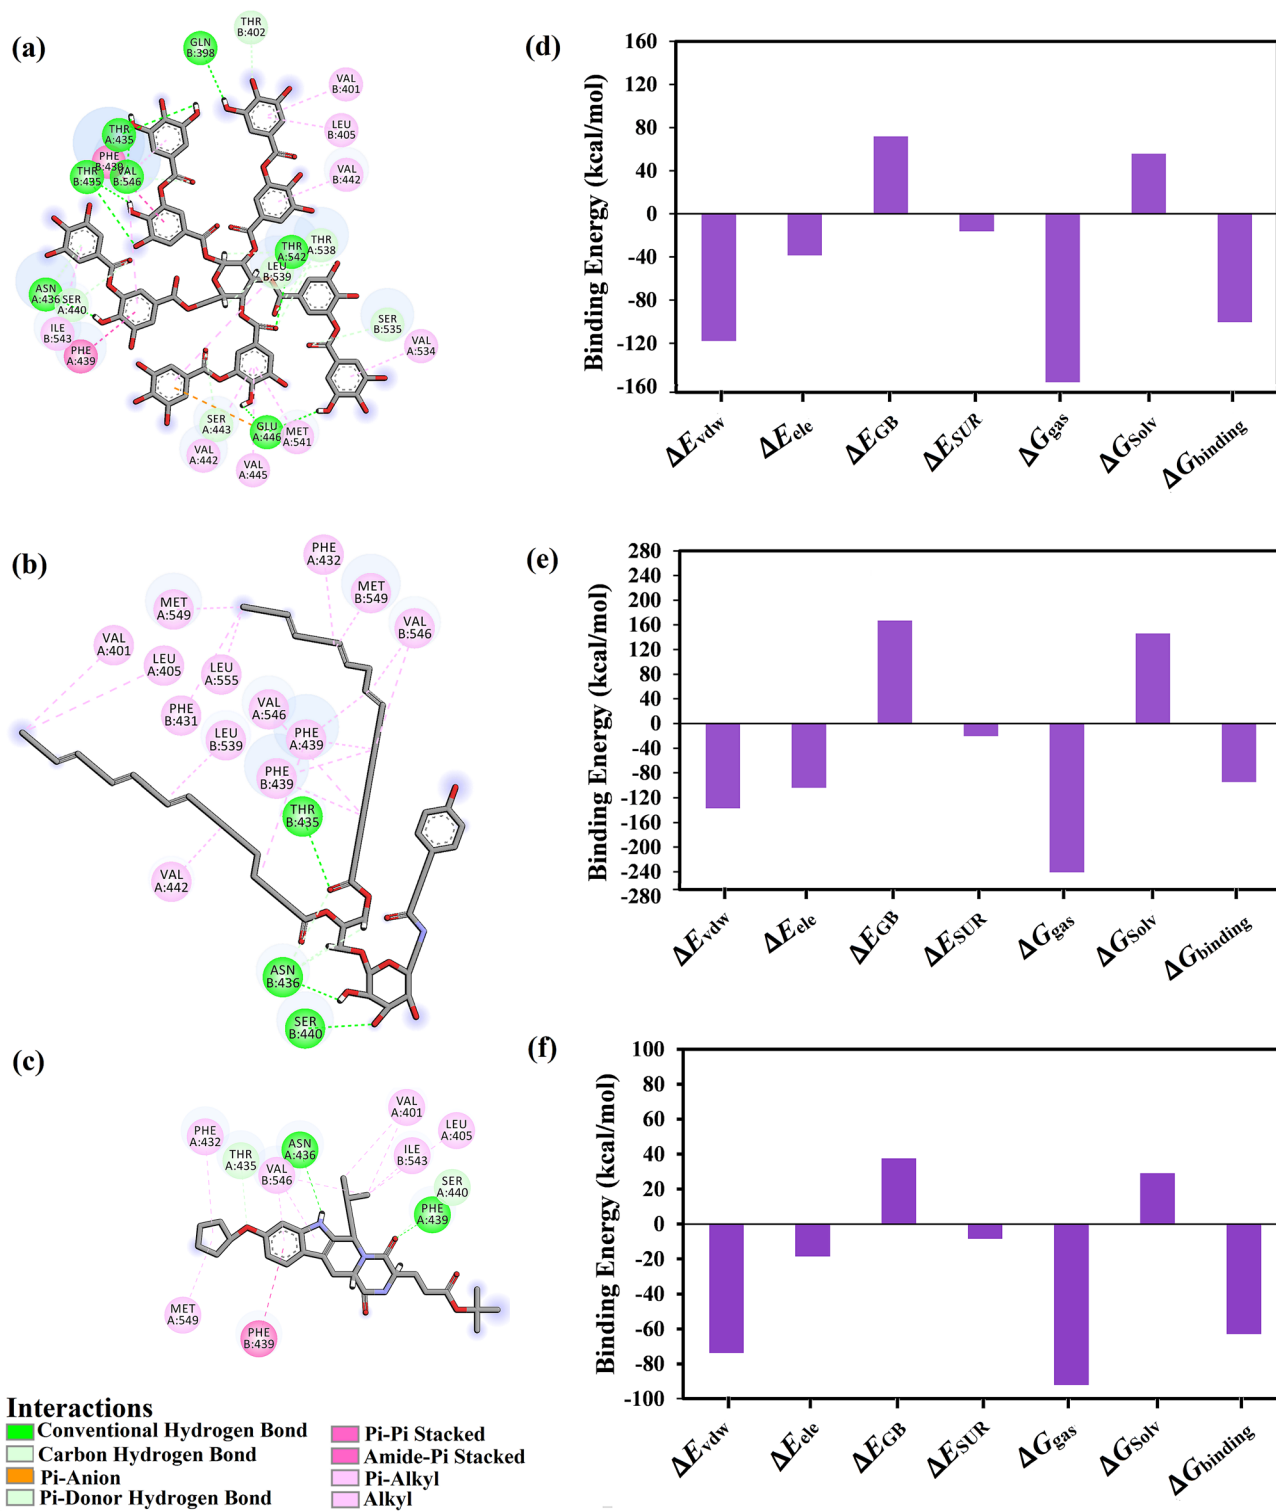 (a)
THR
B:402
GLN
B:398
VAL
B:401
THR
A:435
LEU
B:405
PHE
B:439
THR
B:435
VAL
B:546
VAL
B:442
THR
A:542
THR
A:538
LEU
B:539
ASN
A:436
SER
A:440
ILE
B:543
PHE
A:439
SER
B:535
VAL
A:534
SER
A:443
GLU
A:446
MET
A:541
VAL
A:442
VAL
A:445
(d)
Binding Energy (kcal/mol)
160
120
80
40
0
-40
-80
-120
-160
ΔEvdw
ΔEele
ΔEGB
ΔESUR
ΔGgas
ΔGSolv
ΔGbinding
(b)
PHE
A:432
MET
A:549
MET
B:549
VAL
B:546
VAL
A:401
LEU
A:405
LEU
A:555
PHE
B:431
VAL
A:546
LEU
B:539
PHE
A:439
PHE
B:439
THR
B:435
VAL
A:442
ASN
B:436
SER
B:440
(e)
Binding Energy (kcal/mol)
280
240
200
160
120
80
40
0
-40
-80
-120
-160
-200
-240
-280
ΔEvdw
ΔEele
ΔEGB
ΔESUR
ΔGgas
ΔGSolv
ΔGbinding
(c)
VAL
A:401
PHE
A:432
THR
A:435
ASN
A:436
LEU
A:405
VAL
B:546
ILE
B:543
SER
A:440
PHE
A:439
MET
A:549
PHE
B:439
(f)
Binding Energy (kcal/mol)
100
80
60
40
20
0
-20
-40
-60
-80
-100
ΔEvdw
ΔEele
ΔEGB
ΔESUR
ΔGgas
ΔGSolv
ΔGbinding
Interactions
Conventional Hydrogen Bond
Carbon Hydrogen Bond
Pi-Anion
Pi-Donor Hydrogen Bond
Pi-Pi Stacked
Amide-Pi Stacked
Pi-Alkyl
Alkyl